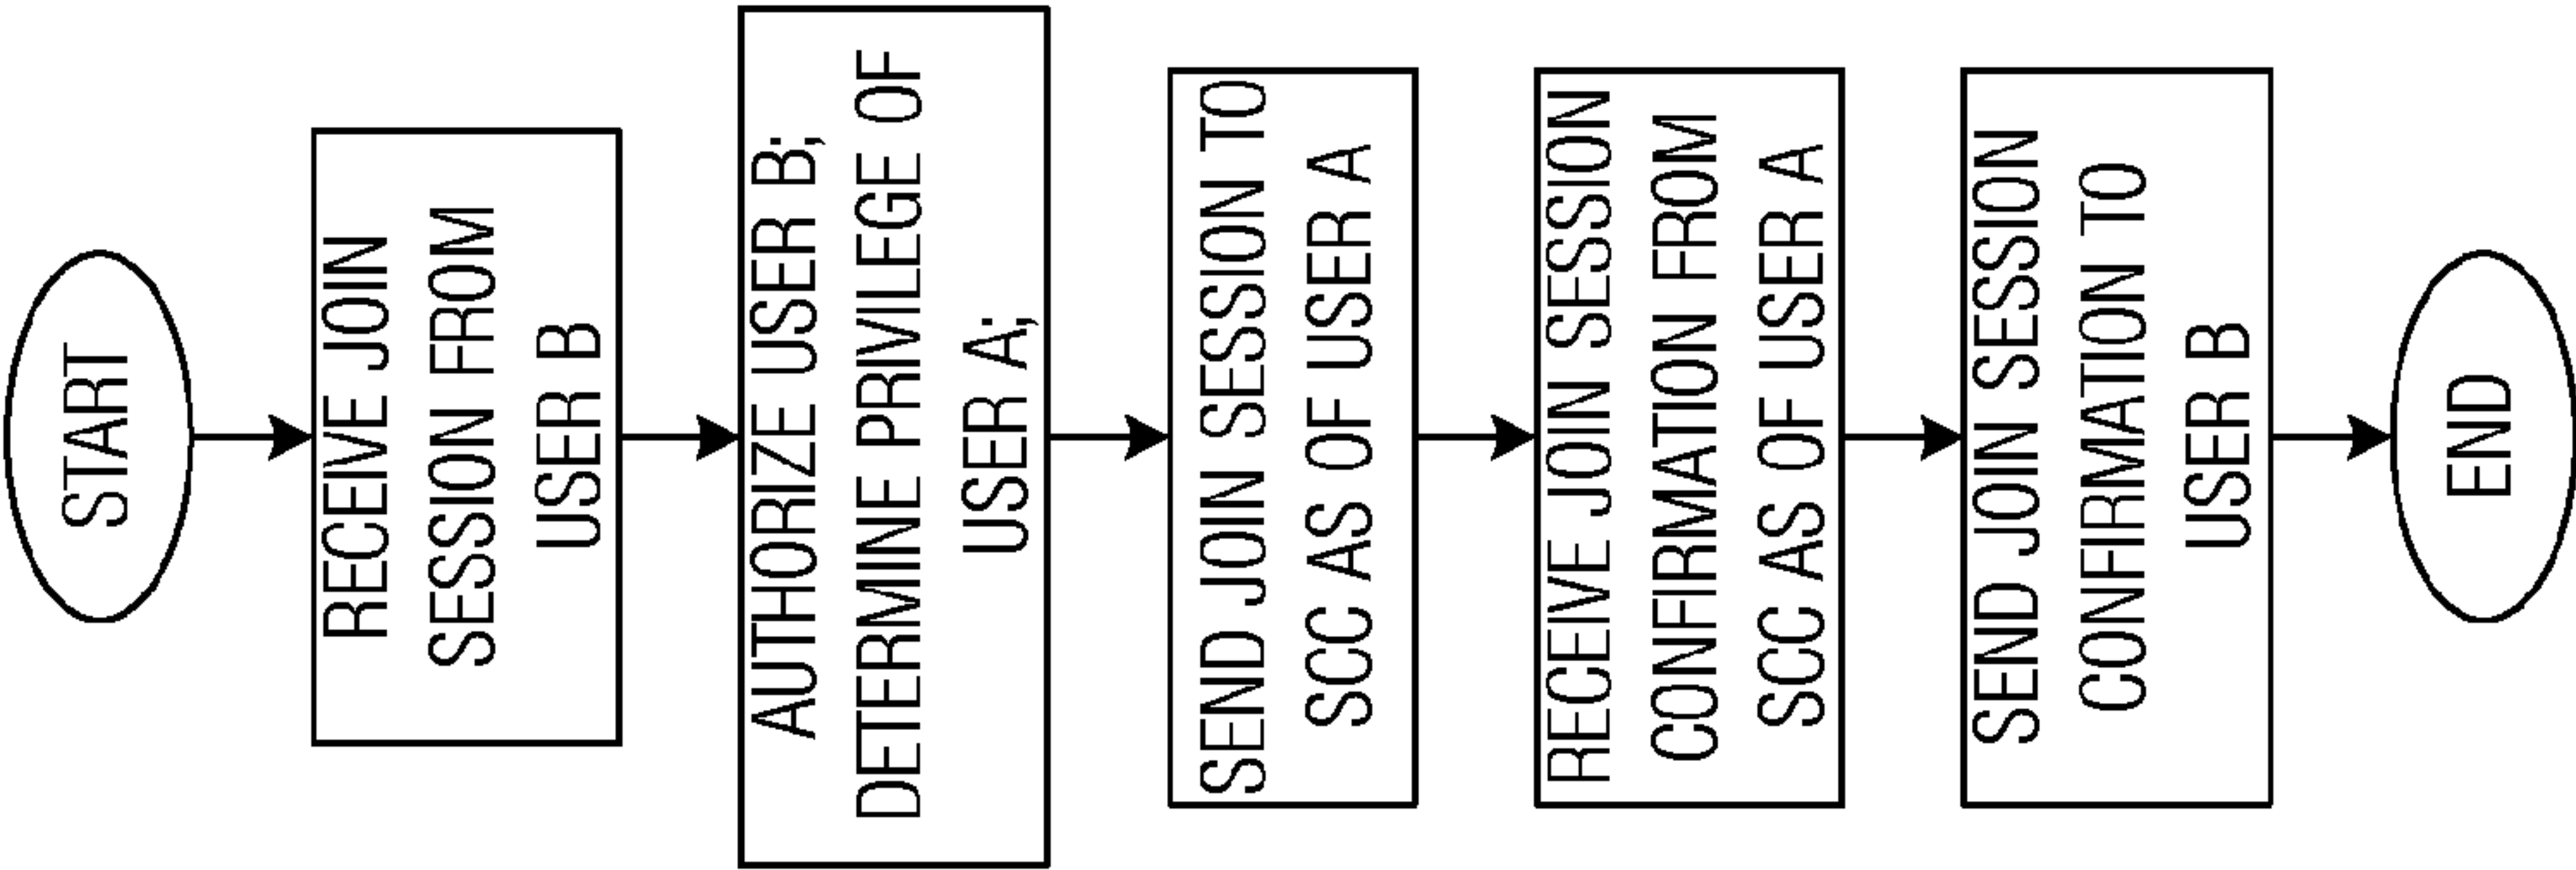 START
RECEIVE JOIN
SESSION FROM
USER B
AUTHORIZE USER B;
DETERMINE PRIVILEGE OF
USER A;
SEND JOIN SESSION TO
SCC AS OF USER A
RECEIVE JOIN SESSION
CONFIRMATION FROM
SCC AS OF USER A
SEND JOIN SESSION
CONFIRMATION TO
USER B
END